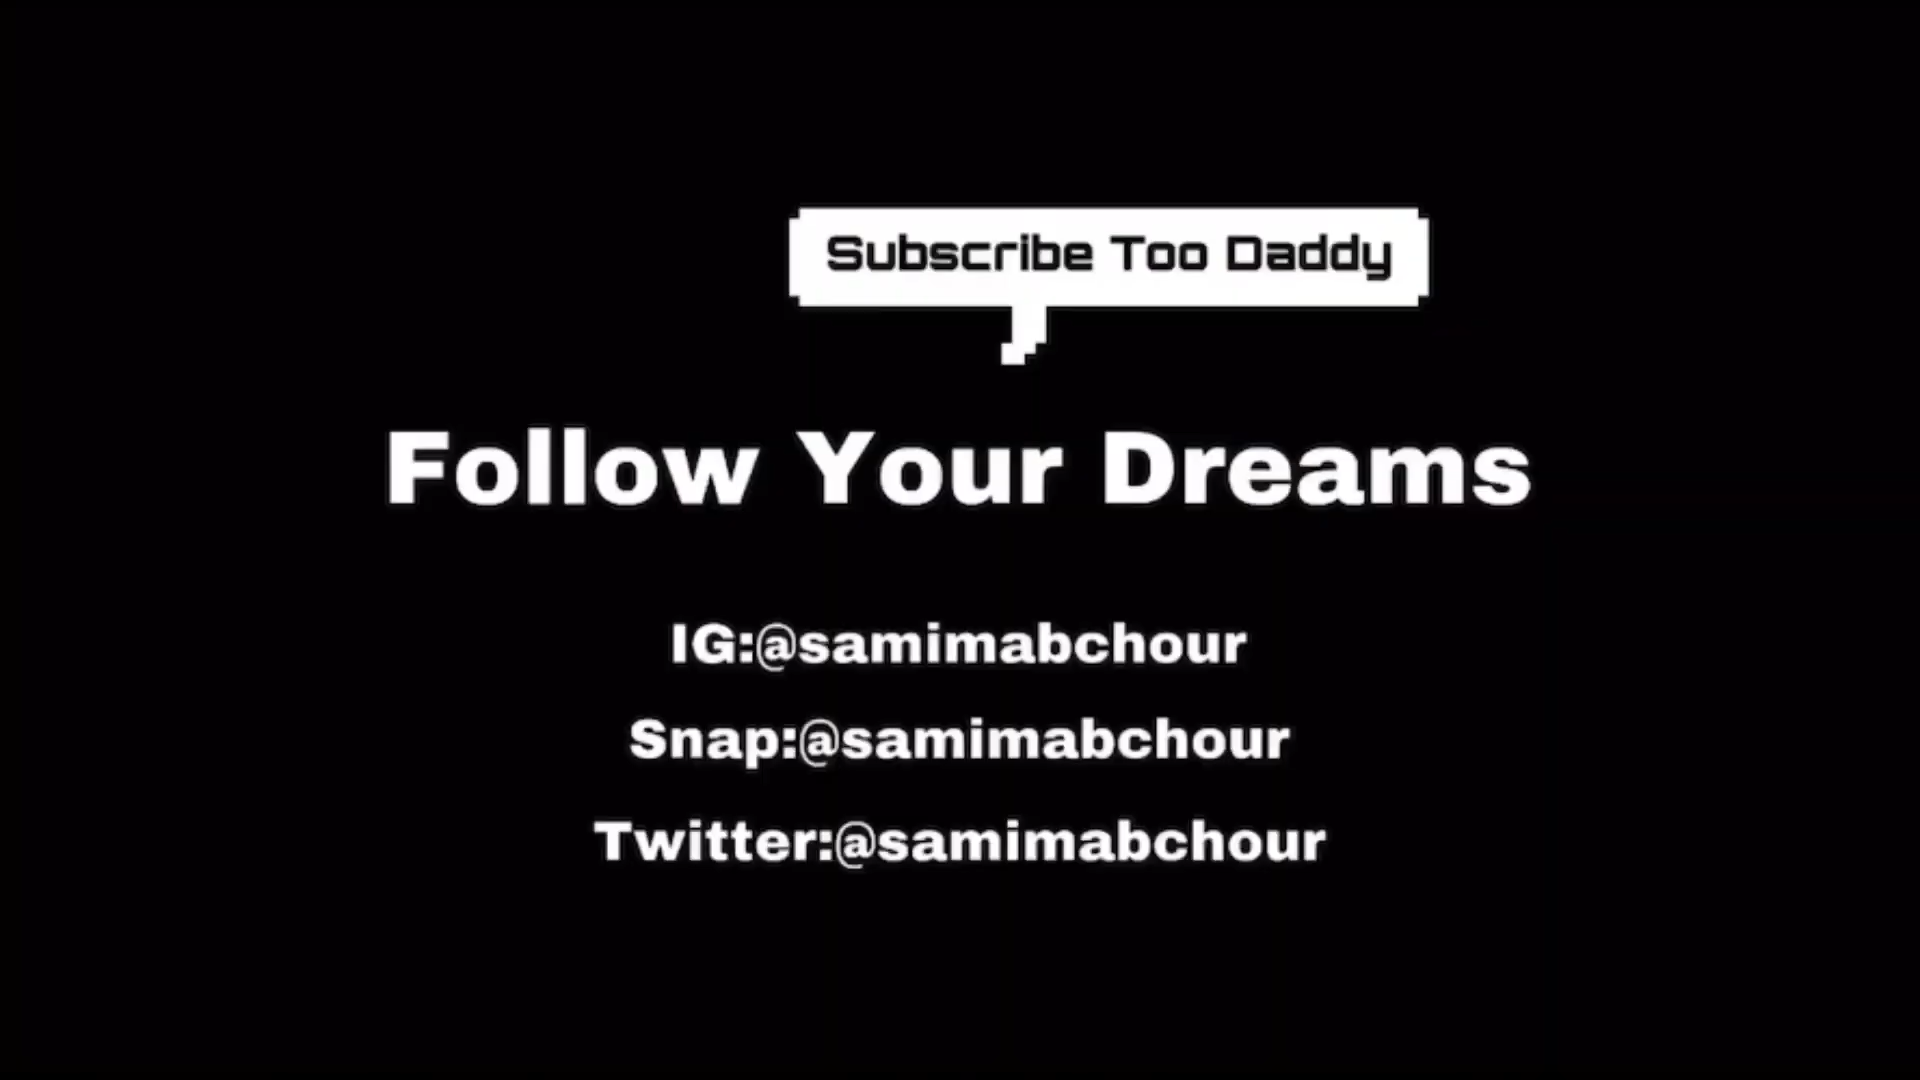 Subscribe Too Daddy
Follow Your Dreams
IG:@samimabchour
Snap:@samimabchour
Twitter:@samimabchour